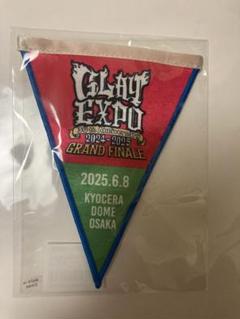 GLAY
EXPO
2024-2025
GRAND FINALE
2025.6.8
KYOCERA
DOME
OSAKA